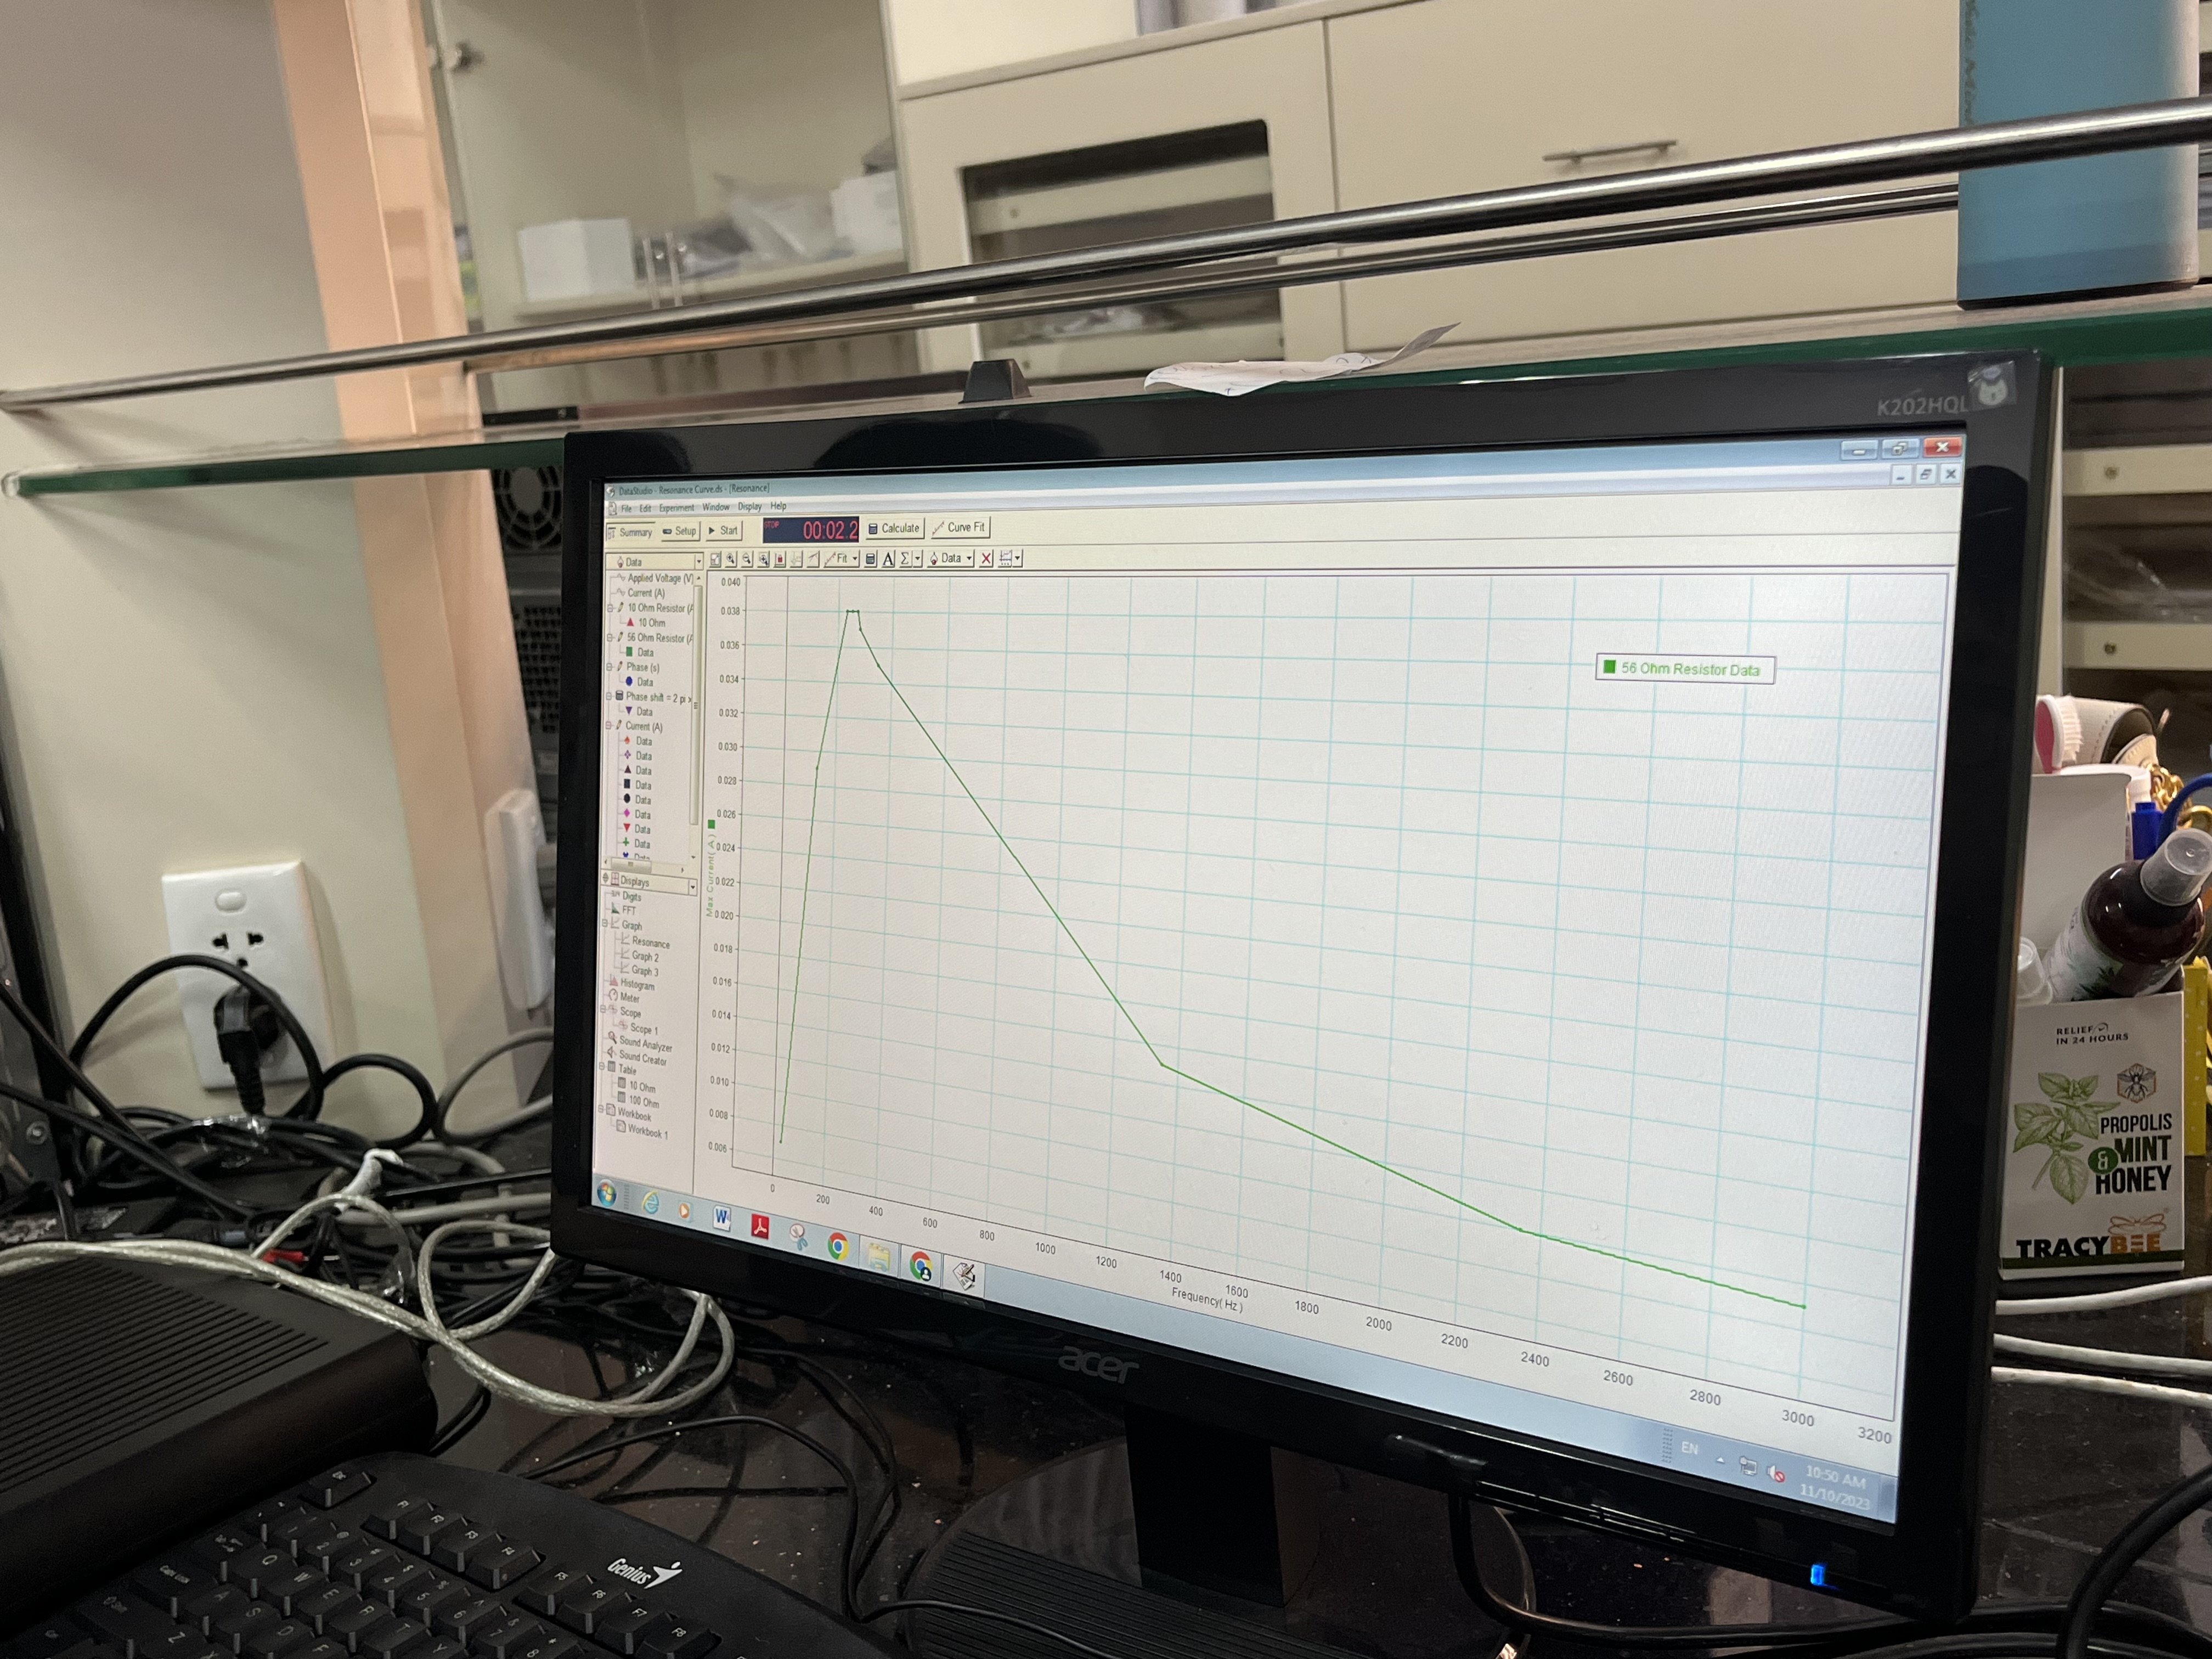 K202HQL
DataStudio - Resonance Curve.ds - [Resonance]
File Edit Experiment Window Display Help
Summary Setup Start STOP 00:02.2 Calculate Curve Fit
Data
Fit A Σ Data
Applied Voltage (V)
Current (A)
10 Ohm Resistor (A
10 Ohm
56 Ohm Resistor (A
Data
Phase (s)
Data
Phase shift = 2 pi x
Data
Current (A)
Data
Data
Data
Data
Data
Data
Data
Data
Data
Displays
Digits
FFT
Graph
Resonance
Graph 2
Graph 3
Histogram
Meter
Scope
Scope 1
Sound Analyzer
Sound Creator
Table
10 Ohm
100 Ohm
Workbook
Workbook 1
Max Current( A )
0.040
0.038
0.036
0.034
0.032
0.030
0.028
0.026
0.024
0.022
0.020
0.018
0.016
0.014
0.012
0.010
0.008
0.006
56 Ohm Resistor Data
0 200 400 600 800 1000 1200 1400 1600 1800 2000 2200 2400 2600 2800 3000 3200
Frequency( Hz )
EN
10:50 AM
11/10/2023
acer
Genius
RELIEF
IN 24 HOURS
PROPOLIS
& MINT
HONEY
TRACYBEE